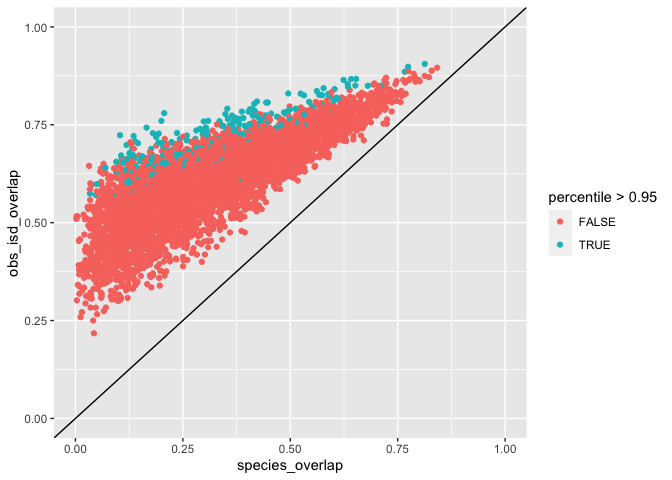 1.00
0.75
0.50
0.25
0.00
obs_isd_overlap
0.00 0.25 0.50 0.75 1.00
species_overlap
percentile > 0.95
FALSE
TRUE